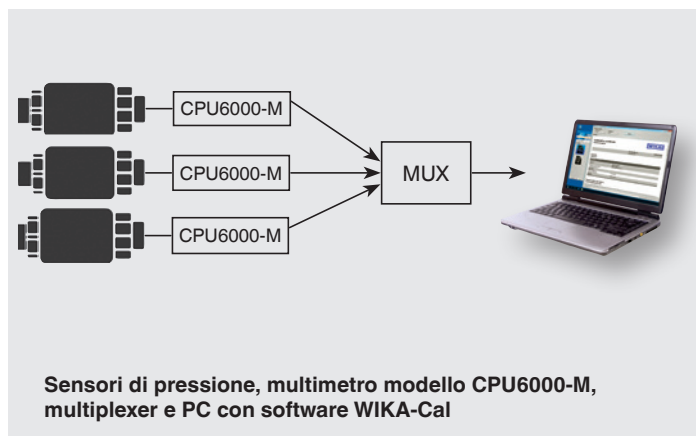 CPU6000-M
CPU6000-M
MUX
CPU6000-M
Sensori di pressione, multimetro modello CPU6000-M,
multiplexer e PC con software WIKA-Cal